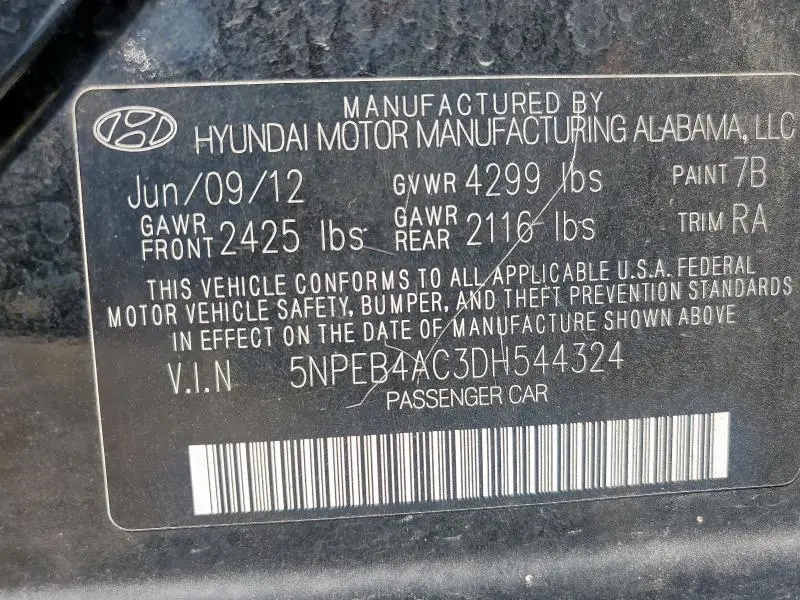 MANUFACTURED BY
HYUNDAI MOTOR MANUFACTURING ALABAMA, LLC
Jun/09/12 GVWR 4299 lbs PAINT 7B
GAWR FRONT 2425 lbs GAWR REAR 2116 lbs TRIM RA
THIS VEHICLE CONFORMS TO ALL APPLICABLE U.S.A. FEDERAL
MOTOR VEHICLE SAFETY, BUMPER, AND THEFT PREVENTION STANDARDS
IN EFFECT ON THE DATE OF MANUFACTURE SHOWN ABOVE
V.I.N 5NPEB4AC3DH544324
PASSENGER CAR